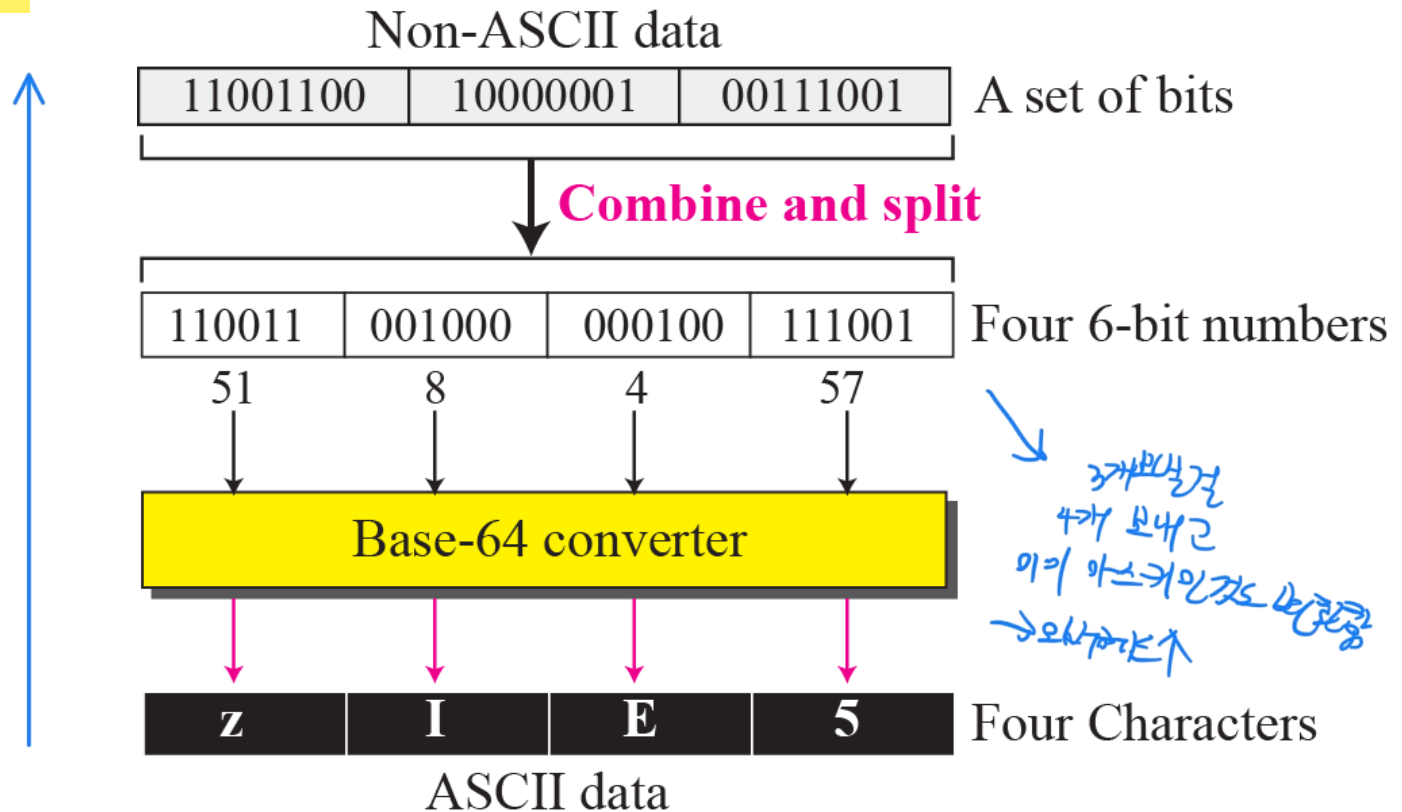 Non-ASCII data
11001100 10000001 00111001 A set of bits
Combine and split
110011 001000 000100 111001 Four 6-bit numbers
51 8 4 57
3개보낼걸
4개 보내고
이미 아스키인것도
Base-64 converter
z I E 5 Four Characters
ASCII data